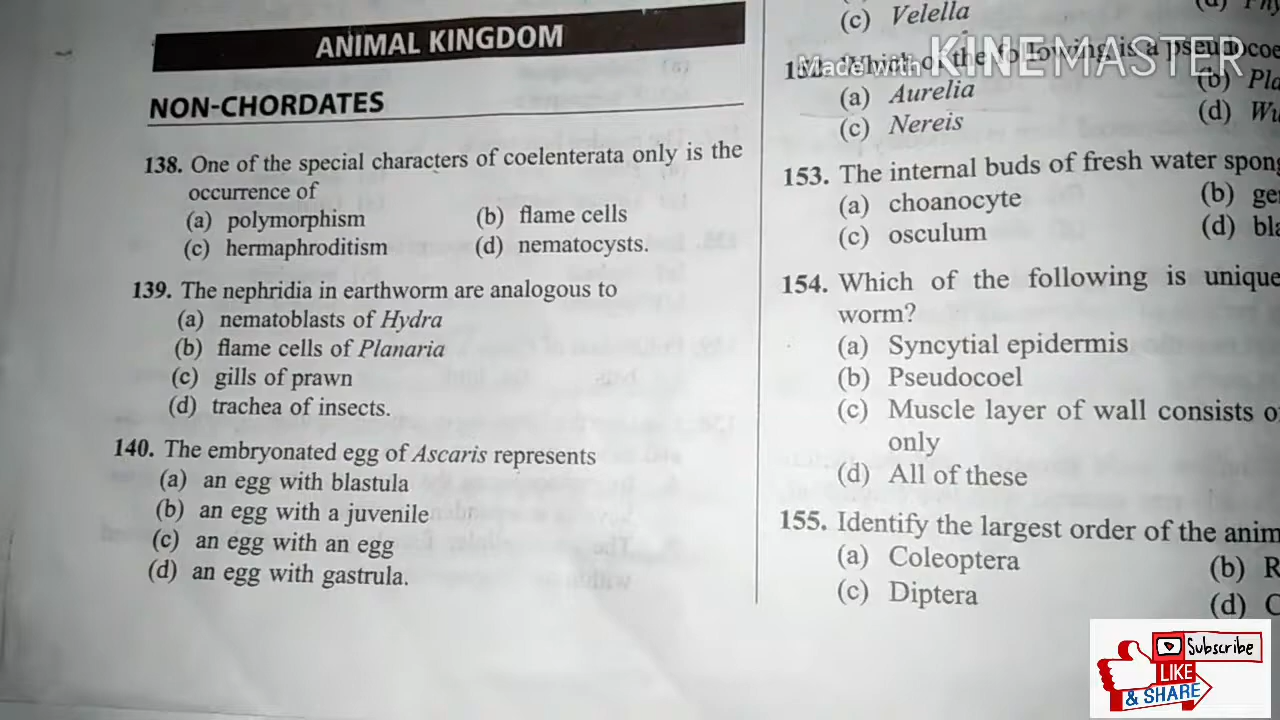 ANIMAL KINGDOM
NON-CHORDATES
138. One of the special characters of coelenterata only is the
occurrence of
(a) polymorphism (b) flame cells
(c) hermaphroditism (d) nematocysts.
139. The nephridia in earthworm are analogous to
(a) nematoblasts of Hydra
(b) flame cells of Planaria
(c) gills of prawn
(d) trachea of insects.
140. The embryonated egg of Ascaris represents
(a) an egg with blastula
(b) an egg with a juvenile
(c) an egg with an egg
(d) an egg with gastrula.
(c) Velella (d)
152. Which of the following is a
(a) Aurelia (b)
(c) Nereis (d)
153. The internal buds of fresh water
(a) choanocyte (b)
(c) osculum (d)
154. Which of the following is unique
worm?
(a) Syncytial epidermis
(b) Pseudocoel
(c) Muscle layer of wall consists
only
(d) All of these
155. Identify the largest order of the
(a) Coleoptera (b)
(c) Diptera (d)
Made with KINEMASTER
Subscribe
LIKE
& SHARE